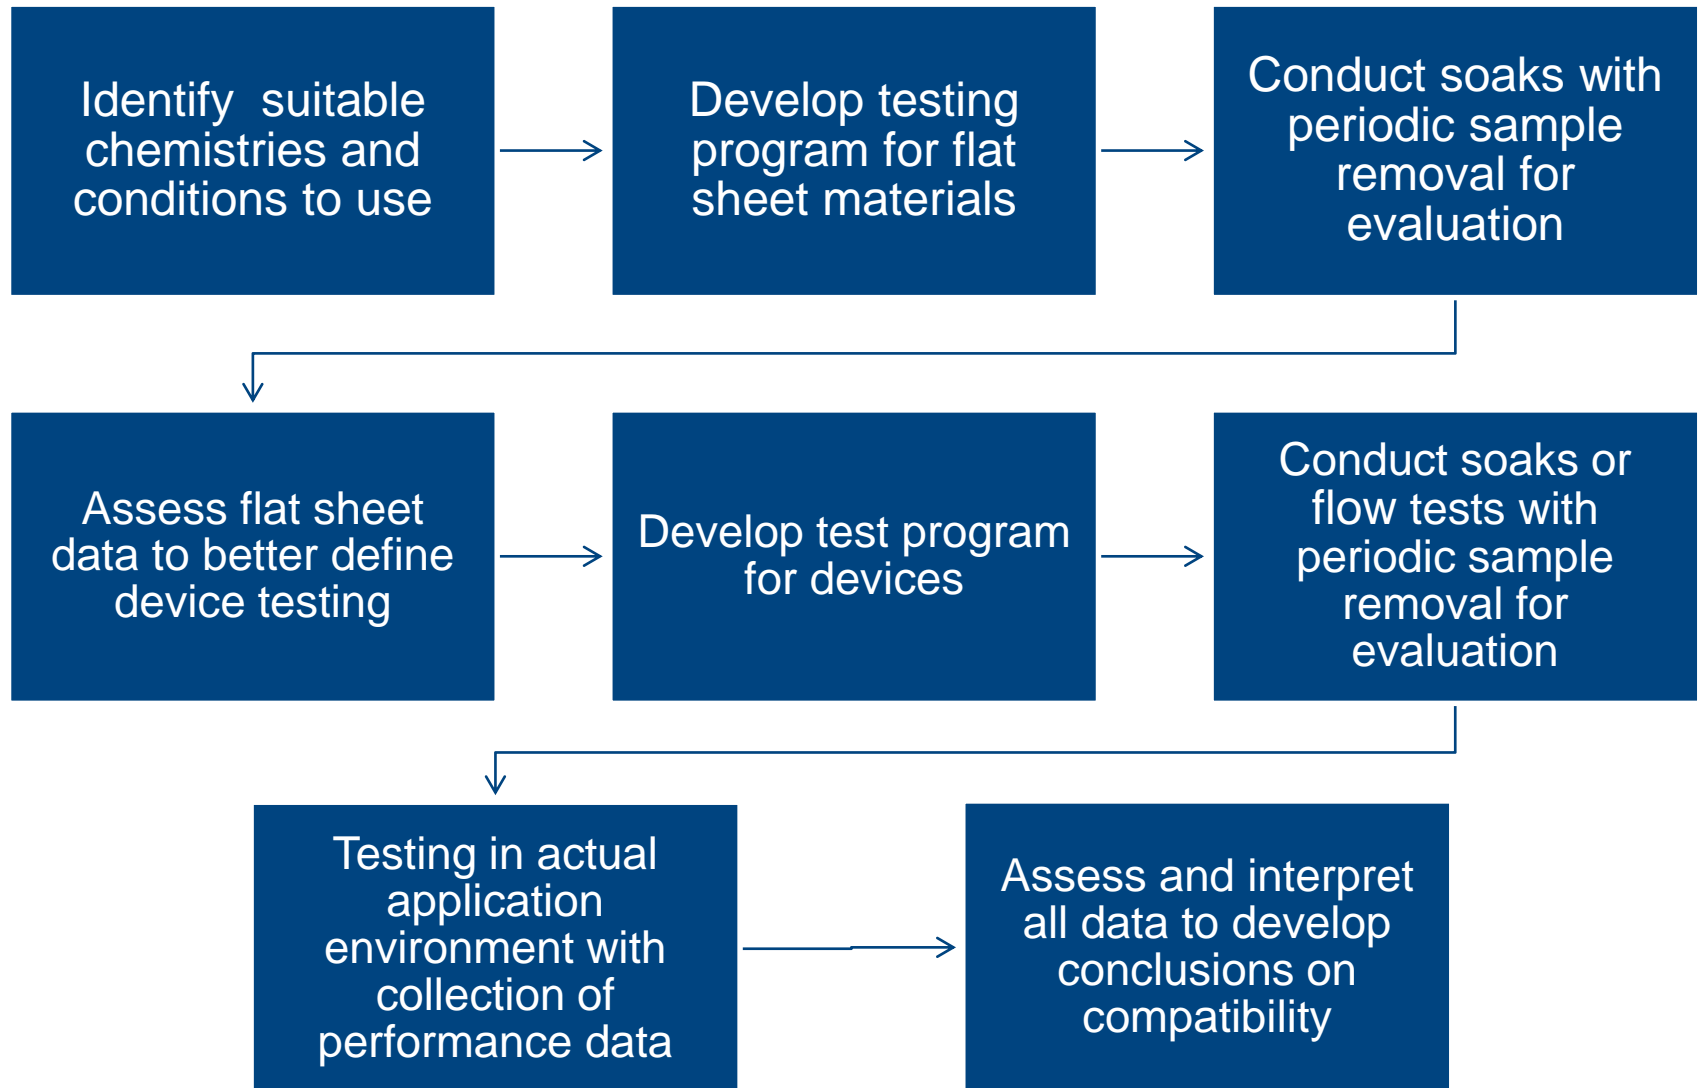 Identify  suitable
chemistries and
conditions to use
Develop testing
program for flat
sheet materials
Conduct soaks with
periodic sample
removal for
evaluation
Assess flat sheet
data to better define
device testing
Develop test program
for devices
Conduct soaks or
flow tests with
periodic sample
removal for
evaluation
Testing in actual
application
environment with
collection of
performance data
Assess and interpret
all data to develop
conclusions on
compatibility